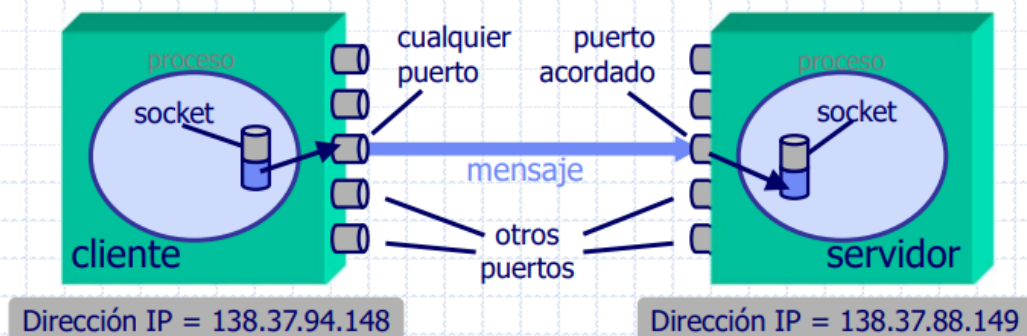 proceso
socket
cliente
cualquier
puerto
puerto
acordado
mensaje
otros
puertos
proceso
socket
servidor
Dirección IP = 138.37.94.148
Dirección IP = 138.37.88.149